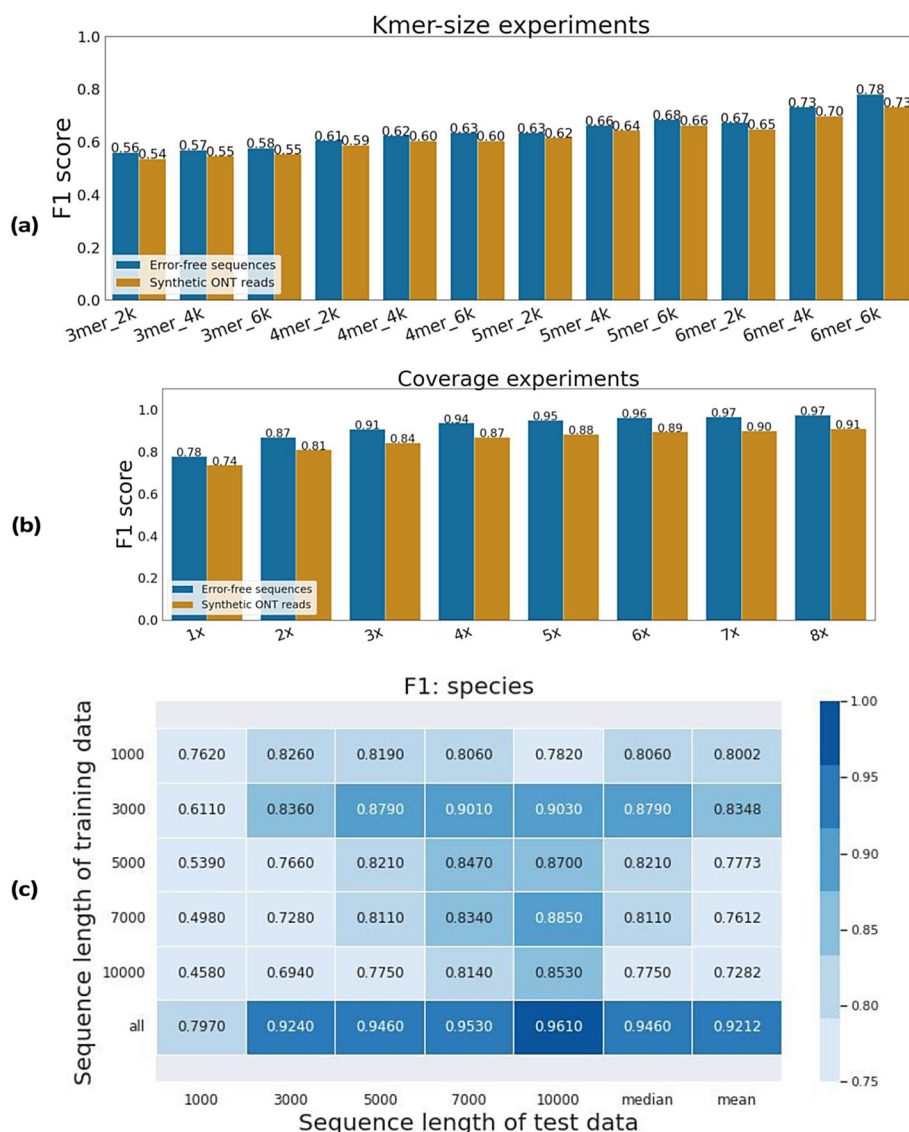 Kmer-size experiments
1.0
0.8
0.6
0.4
0.2
0.0
F1 score
(a)
0.56 0.54 0.57 0.55 0.58 0.55 0.61 0.59 0.62 0.60 0.63 0.60 0.63 0.62 0.66 0.64 0.68 0.66 0.67 0.65 0.73 0.70 0.78 0.73
Error-free sequences
Synthetic ONT reads
3mer_2k 3mer_4k 3mer_6k 4mer_2k 4mer_4k 4mer_6k 5mer_2k 5mer_4k 5mer_6k 6mer_2k 6mer_4k 6mer_6k
Coverage experiments
1.0
0.8
0.6
0.4
0.2
0.0
F1 score
(b)
0.78 0.74 0.87 0.81 0.91 0.84 0.94 0.87 0.95 0.88 0.96 0.89 0.97 0.90 0.97 0.91
Error-free sequences
Synthetic ONT reads
1x 2x 3x 4x 5x 6x 7x 8x
F1: species
(c)
Sequence length of training data
1000 0.7620 0.8260 0.8190 0.8060 0.7820 0.8060 0.8002
3000 0.6110 0.8360 0.8790 0.9010 0.9030 0.8790 0.8348
5000 0.5390 0.7660 0.8210 0.8470 0.8700 0.8210 0.7773
7000 0.4980 0.7280 0.8110 0.8340 0.8850 0.8110 0.7612
10000 0.4580 0.6940 0.7750 0.8140 0.8530 0.7750 0.7282
all 0.7970 0.9240 0.9460 0.9530 0.9610 0.9460 0.9212
1000 3000 5000 7000 10000 median mean
Sequence length of test data
1.00
0.95
0.90
0.85
0.80
0.75